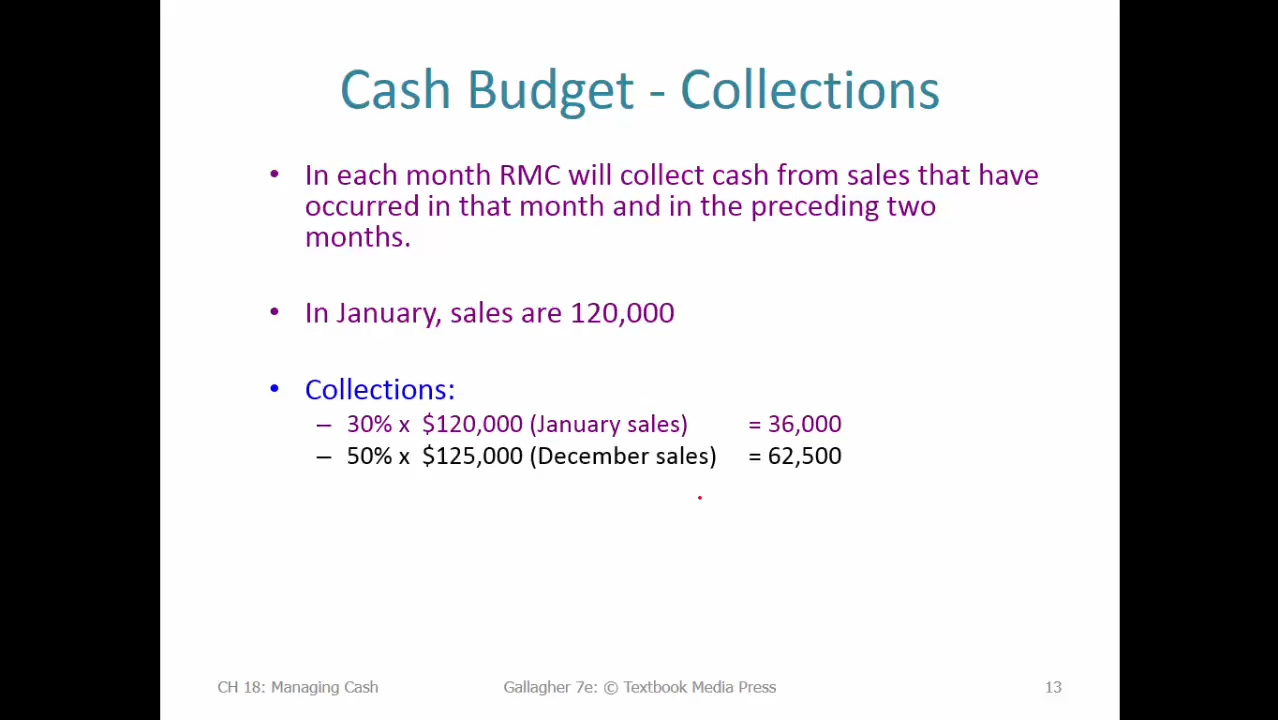 Cash Budget - Collections
• In each month RMC will collect cash from sales that have
occurred in that month and in the preceding two
months.
• In January, sales are 120,000
• Collections:
– 30% x $120,000 (January sales) = 36,000
– 50% x $125,000 (December sales) = 62,500
CH 18: Managing Cash Gallagher 7e: © Textbook Media Press 13